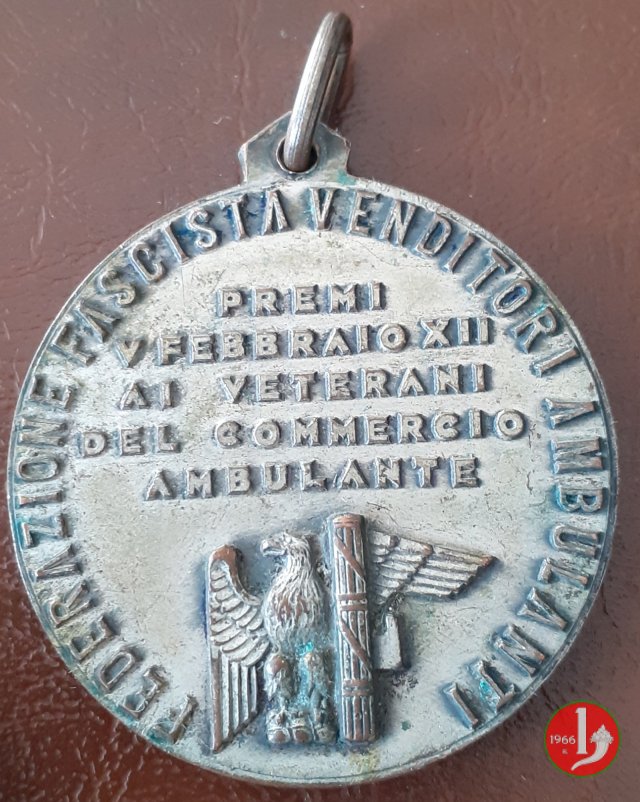 FEDERAZIONE FASCISTA VENDITORI AMBULANTI
PREMI
V FEBBRAIO XII
AI VETERANI
DEL COMMERCIO
AMBULANTE
1966